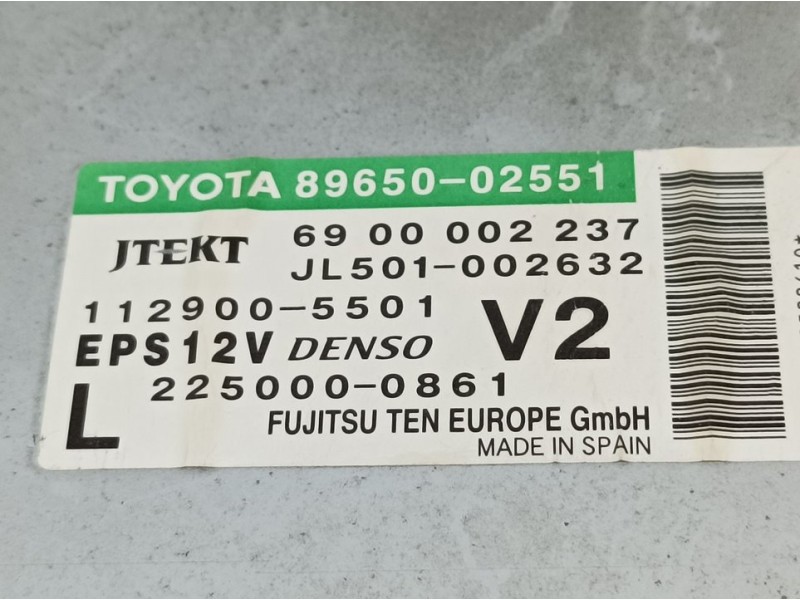 TOYOTA 89650-02551
JTEKT 69 00 002 237
JL501-002632
112900-5501 V2
EPS12V DENSO
L 225000-0861
FUJITSU TEN EUROPE GmbH
MADE IN SPAIN